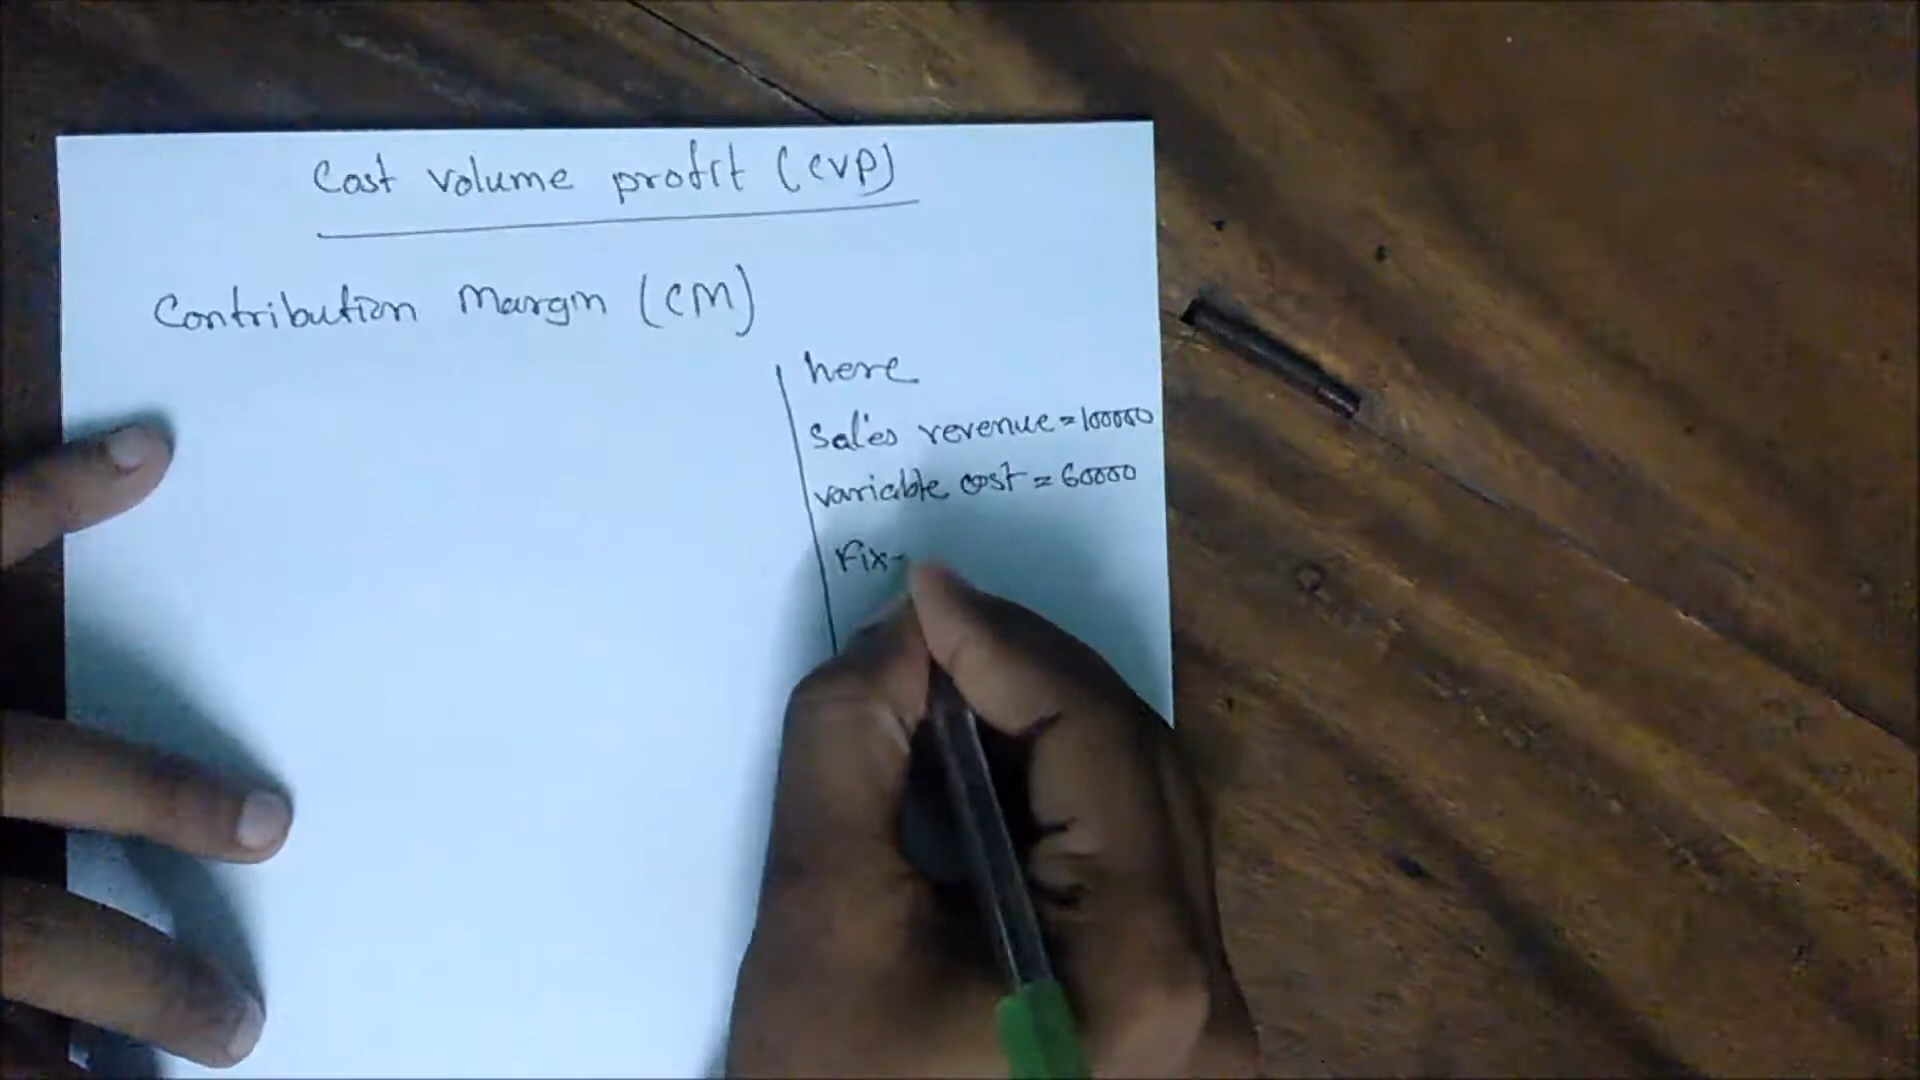 Cost volume profit (CVP)
Contribution Margin (CM)
here
Sales revenue = 100000
variable cost = 60000
Fix